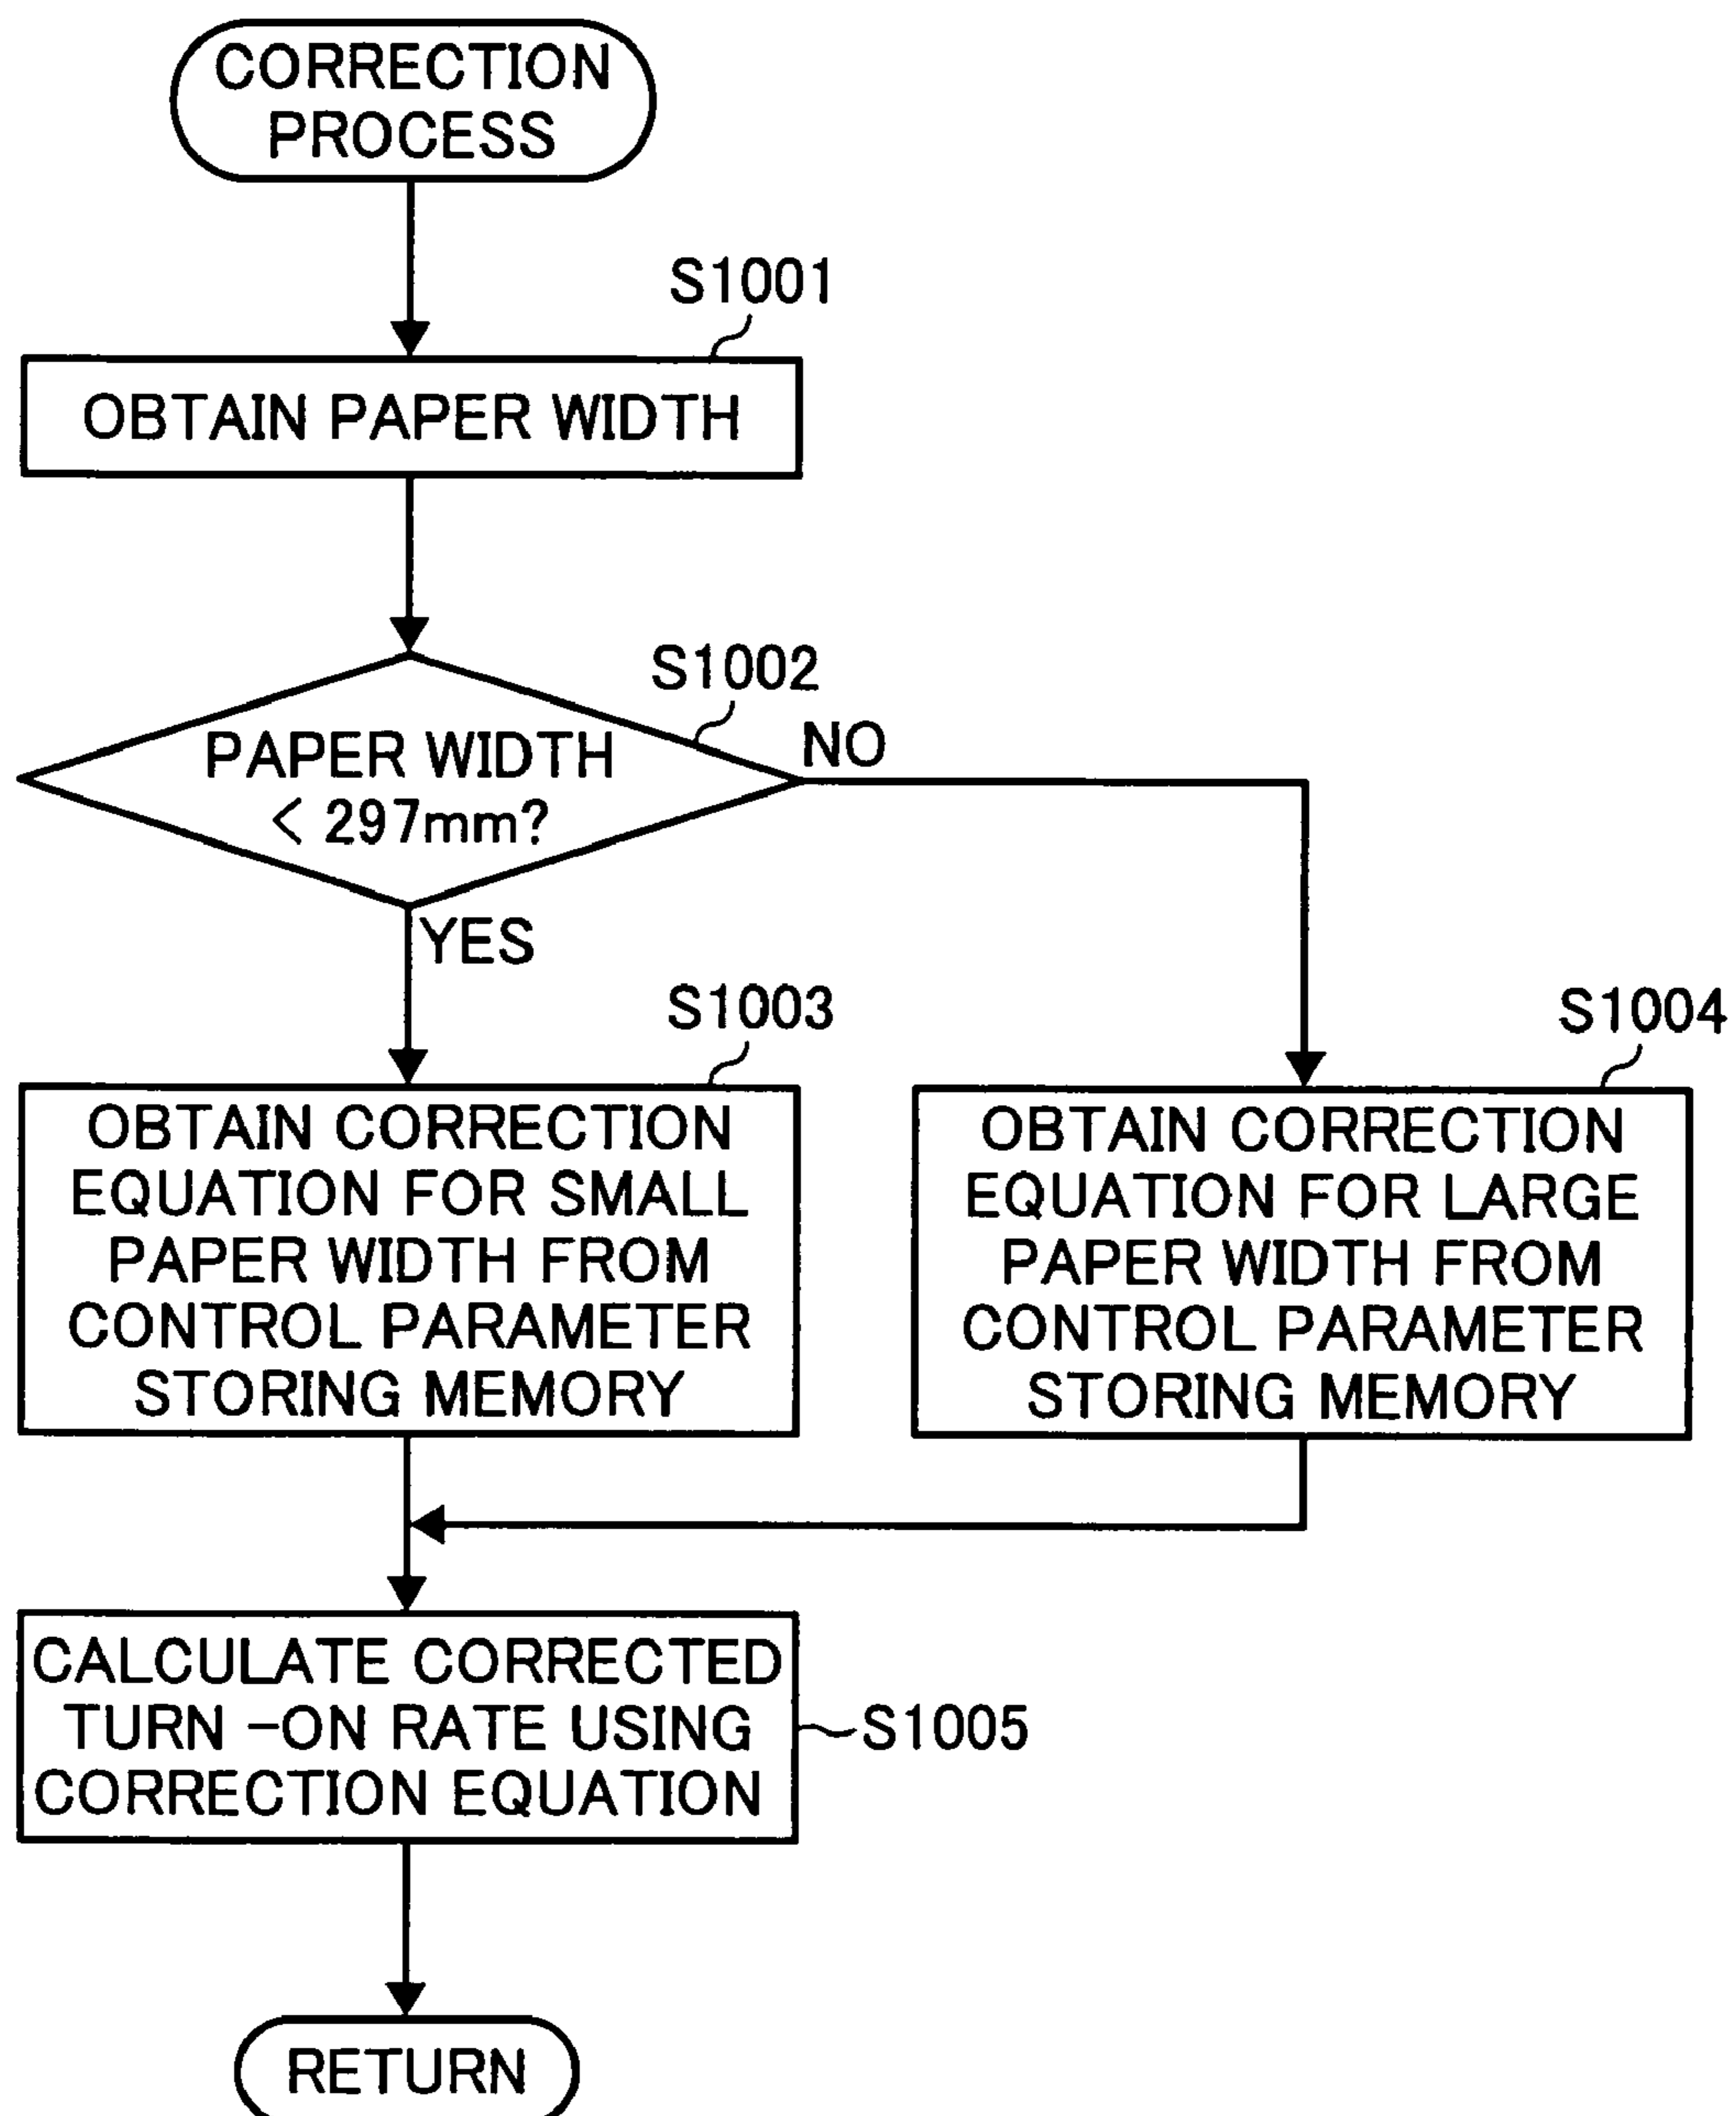 CORRECTION
PROCESS
S1001
OBTAIN PAPER WIDTH
S1002
PAPER WIDTH
< 297mm?
NO
YES
S1003
OBTAIN CORRECTION
EQUATION FOR SMALL
PAPER WIDTH FROM
CONTROL PARAMETER
STORING MEMORY
S1004
OBTAIN CORRECTION
EQUATION FOR LARGE
PAPER WIDTH FROM
CONTROL PARAMETER
STORING MEMORY
CALCULATE CORRECTED
TURN -ON RATE USING
CORRECTION EQUATION
S1005
RETURN